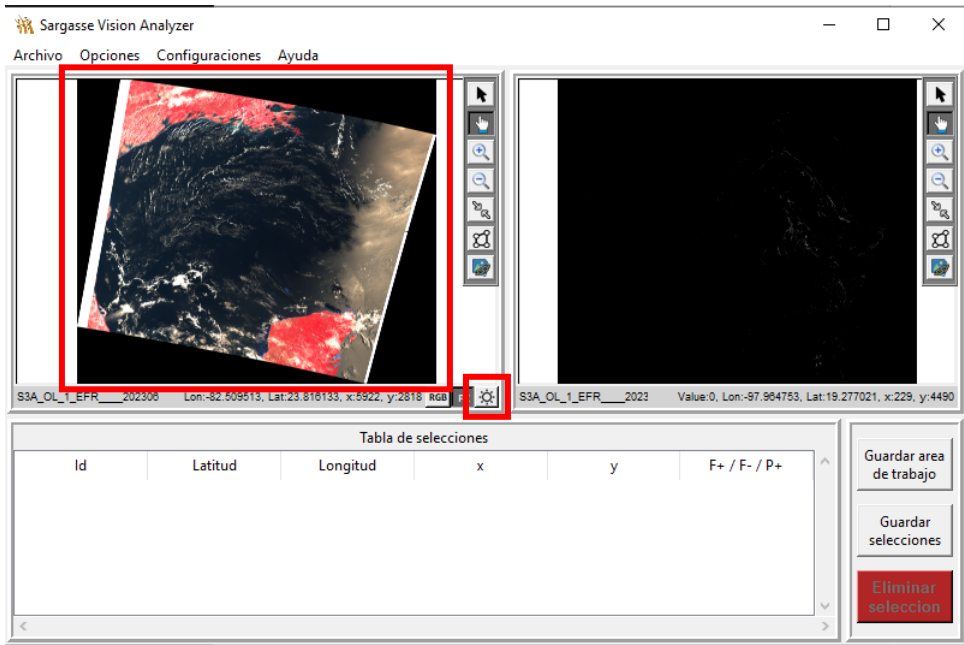 Sargasse Vision Analyzer
Archivo Opciones Configuraciones Ayuda
S3A_OL_1_EFR____202306 Lon:-82.509513, Lat:23.816133, x:5922, y:2818 RGB
S3A_OL_1_EFR____2023 Value:0, Lon:-97.964753, Lat:19.277021, x:229, y:4490
Tabla de selecciones
Id Latitud Longitud x y F+ / F- / P+
Guardar area
de trabajo
Guardar
selecciones
Eliminar
seleccion